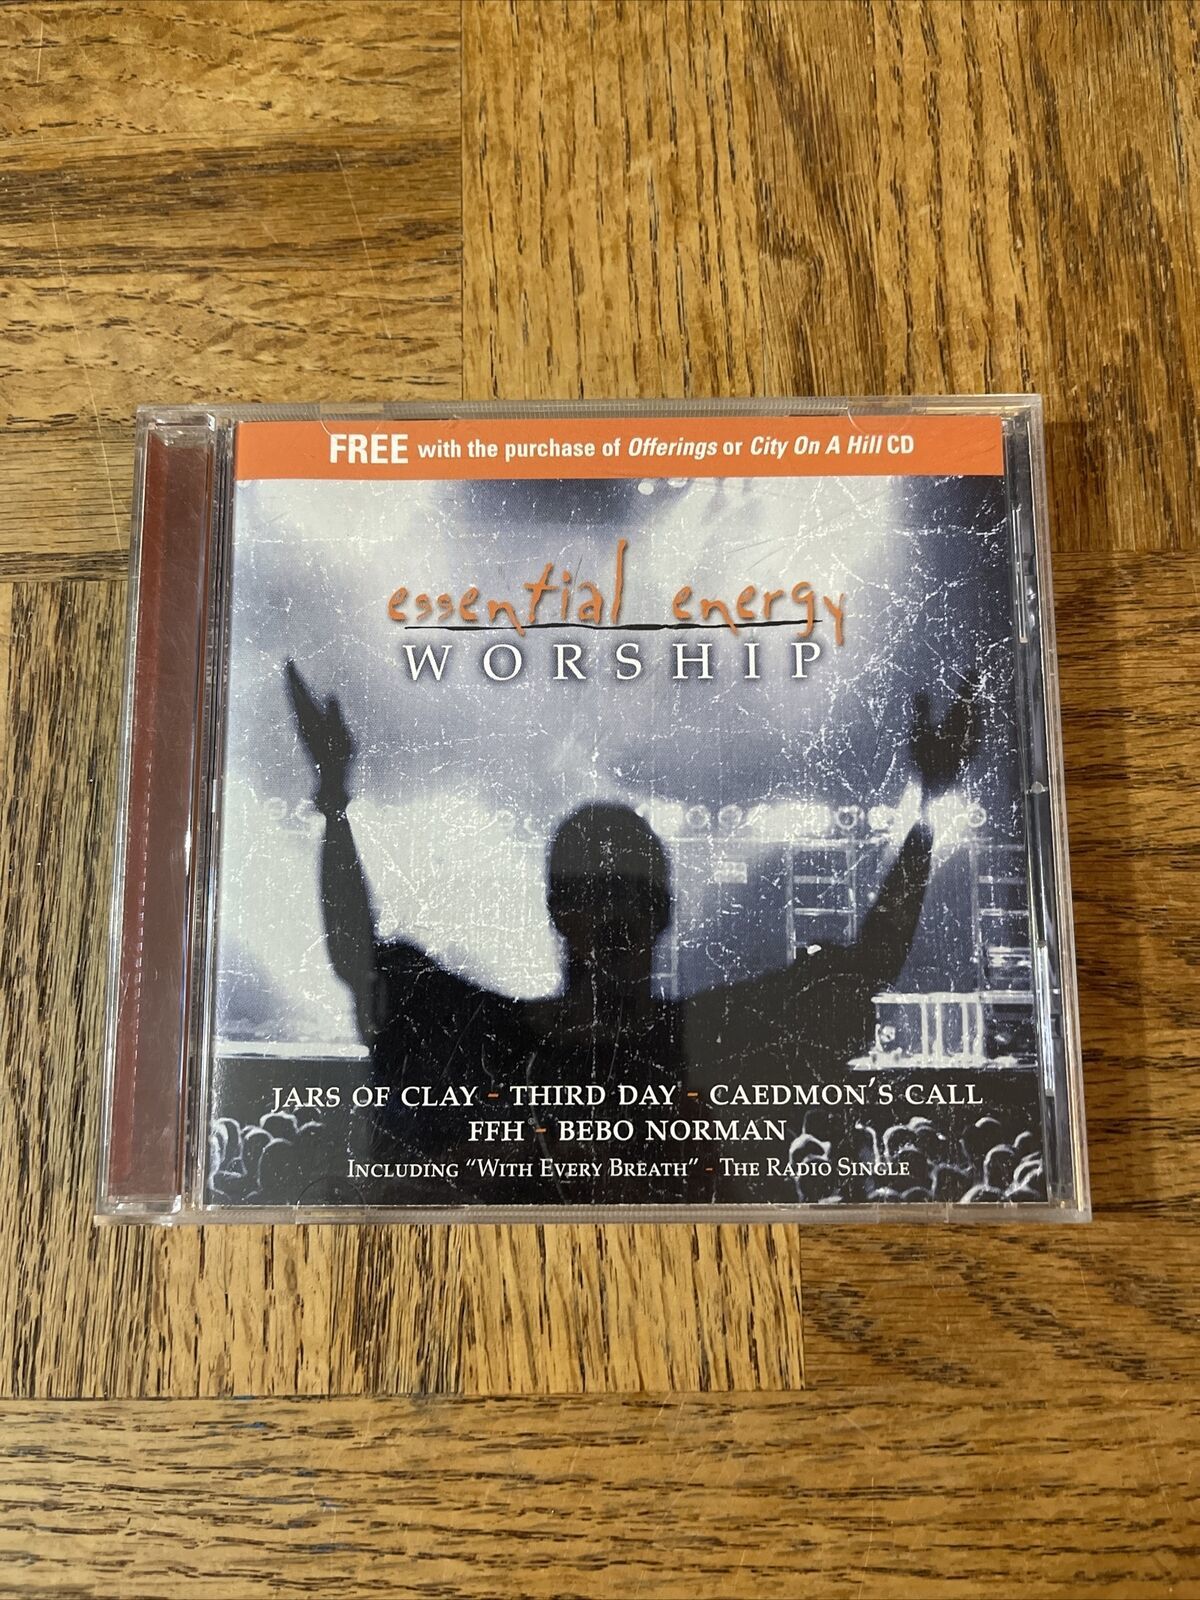 FREE with the purchase of Offerings or City On A Hill CD
essential energy
WORSHIP
JARS OF CLAY - THIRD DAY - CAEDMON'S CALL
FFH - BEBO NORMAN
INCLUDING "WITH EVERY BREATH" - THE RADIO SINGLE